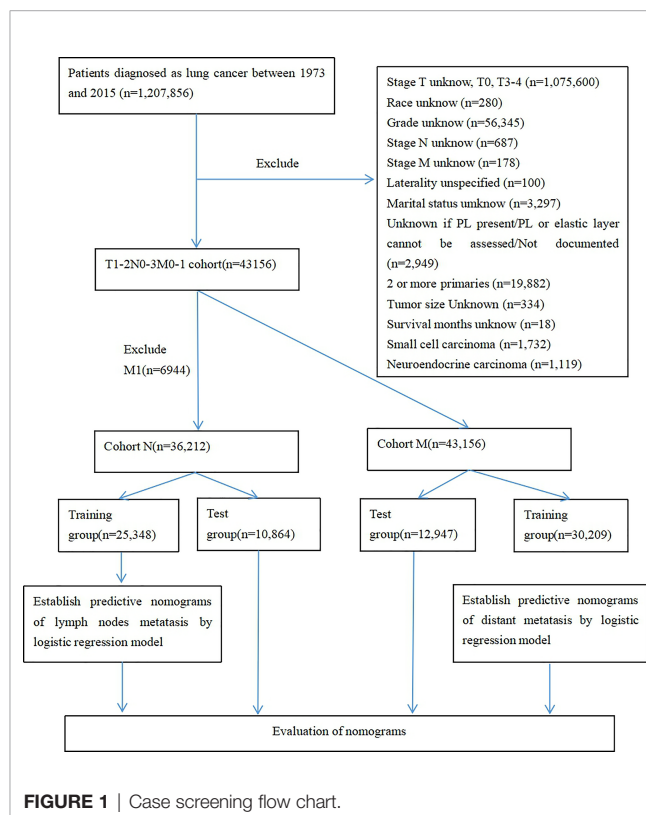 Patients diagnosed as lung cancer between 1973
and 2015 (n=1,207,856)
Exclude
Stage T unknow, T0, T3-4 (n=1,075,600)
Race unknow (n=280)
Grade unknow (n=56,345)
Stage N unknow (n=687)
Stage M unknow (n=178)
Laterality unspecified (n=100)
Marital status unknow (n=3,297)
Unknown if PL present/PL or elastic layer
cannot be assessed/Not documented
(n=2,949)
2 or more primaries (n=19,882)
Tumor size Unknown (n=334)
Survival months unknow (n=18)
Small cell carcinoma (n=1,732)
Neuroendocrine carcinoma (n=1,119)
T1-2N0-3M0-1 cohort(n=43156)
Exclude
M1(n=6944)
Cohort N(n=36,212)
Cohort M(n=43,156)
Training
group(n=25,348)
Test
group(n=10,864)
Test
group(n=12,947)
Training
group(n=30,209)
Establish predictive nomograms
of lymph nodes metatasis by
logistic regression model
Establish predictive nomograms
of distant metatasis by logistic
regression model
Evaluation of nomograms
FIGURE 1 | Case screening flow chart.